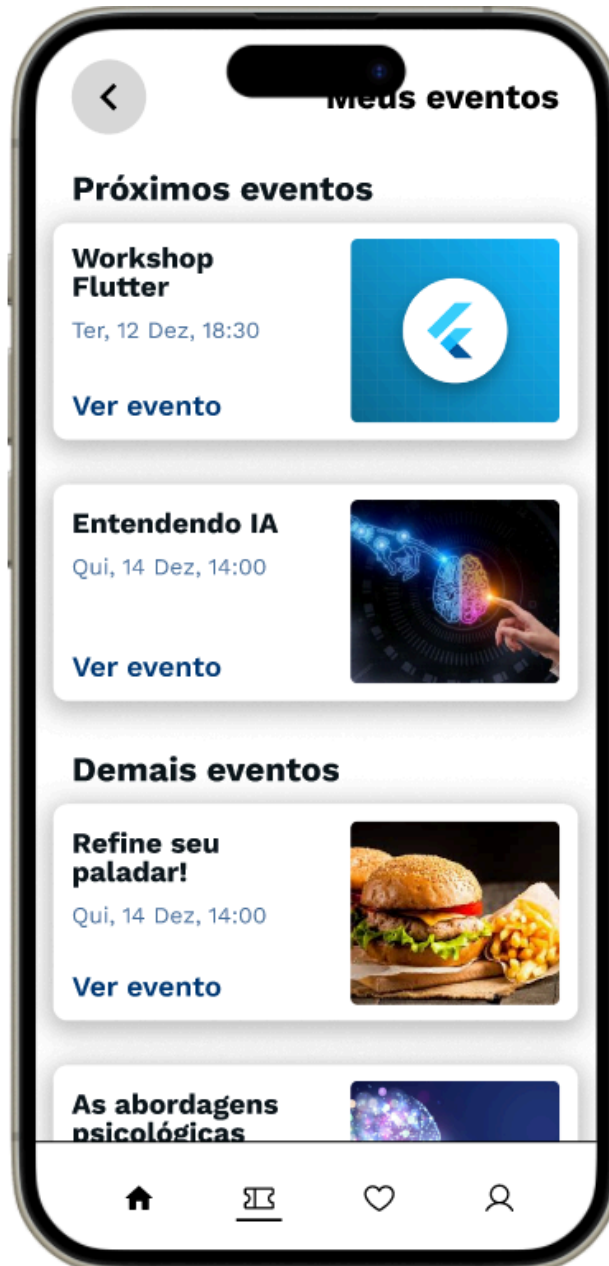 Meus eventos
Próximos eventos
Workshop
Flutter
Ter, 12 Dez, 18:30
Ver evento
Entendendo IA
Qui, 14 Dez, 14:00
Ver evento
Demais eventos
Refine seu
paladar!
Qui, 14 Dez, 14:00
Ver evento
As abordagens
psicológicas